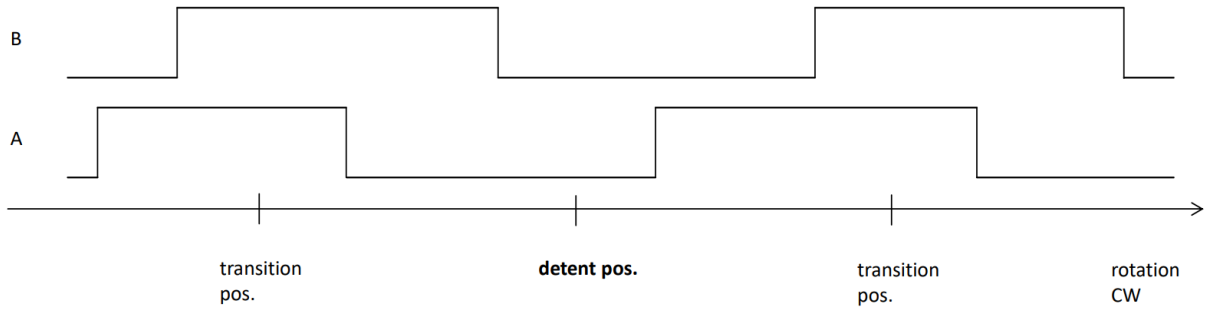 B
A
transition
pos.
detent pos.
transition
pos.
rotation
CW